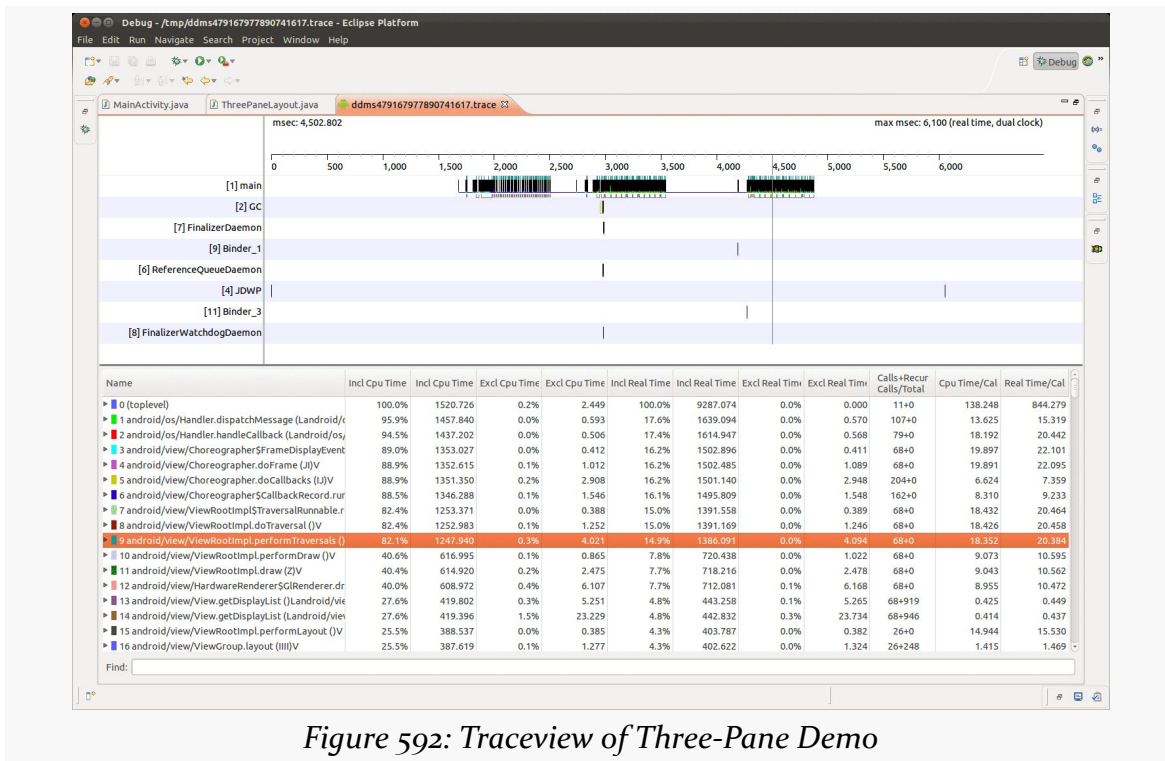 Debug - /tmp/ddms479167977890741617.trace - Eclipse Platform
File Edit Run Navigate Search Project Window Help
Debug »
MainActivity.java ThreePaneLayout.java ddms479167977890741617.trace
msec: 4,502.802 max msec: 6,100 (real time, dual clock)
0 500 1,000 1,500 2,000 2,500 3,000 3,500 4,000 4,500 5,000 5,500 6,000
[1] main
[2] GC
[7] FinalizerDaemon
[9] Binder_1
[6] ReferenceQueueDaemon
[4] JDWP
[11] Binder_3
[8] FinalizerWatchdogDaemon
Name Incl Cpu Time Incl Cpu Time Excl Cpu Time Excl Cpu Time Incl Real Time Incl Real Time Excl Real Time Excl Real Time Calls+Recur Calls/Total Cpu Time/Cal Real Time/Cal
0 (toplevel) 100.0% 1520.726 0.2% 2.449 100.0% 9287.074 0.0% 0.000 11+0 138.248 844.279
1 android/os/Handler.dispatchMessage (Landroid/c 95.9% 1457.840 0.0% 0.593 17.6% 1639.094 0.0% 0.570 107+0 13.625 15.319
2 android/os/Handler.handleCallback (Landroid/os/ 94.5% 1437.202 0.0% 0.506 17.4% 1614.947 0.0% 0.568 79+0 18.192 20.442
3 android/view/Choreographer$FrameDisplayEvent 89.0% 1353.027 0.0% 0.412 16.2% 1502.896 0.0% 0.411 68+0 19.897 22.101
4 android/view/Choreographer.doFrame (JI)V 88.9% 1352.615 0.1% 1.012 16.2% 1502.485 0.0% 1.089 68+0 19.891 22.095
5 android/view/Choreographer.doCallbacks (IJ)V 88.9% 1351.350 0.2% 2.908 16.2% 1501.140 0.0% 2.948 204+0 6.624 7.359
6 android/view/Choreographer$CallbackRecord.rur 88.5% 1346.288 0.1% 1.546 16.1% 1495.809 0.0% 1.548 162+0 8.310 9.233
7 android/view/ViewRootImpl$TraversalRunnable.r 82.4% 1253.371 0.0% 0.388 15.0% 1391.558 0.0% 0.389 68+0 18.432 20.464
8 android/view/ViewRootImpl.doTraversal ()V 82.4% 1252.983 0.1% 1.252 15.0% 1391.169 0.0% 1.246 68+0 18.426 20.458
9 android/view/ViewRootImpl.performTraversals () 82.1% 1247.940 0.3% 4.021 14.9% 1386.091 0.0% 4.094 68+0 18.352 20.384
10 android/view/ViewRootImpl.performDraw ()V 40.6% 616.995 0.1% 0.865 7.8% 720.438 0.0% 1.022 68+0 9.073 10.595
11 android/view/ViewRootImpl.draw (Z)V 40.4% 614.920 0.2% 2.475 7.7% 718.216 0.0% 2.478 68+0 9.043 10.562
12 android/view/HardwareRenderer$GlRenderer.dr 40.0% 608.972 0.4% 6.107 7.7% 712.081 0.1% 6.168 68+0 8.955 10.472
13 android/view/View.getDisplayList ()Landroid/vie 27.6% 419.802 0.3% 5.251 4.8% 443.258 0.1% 5.265 68+919 0.425 0.449
14 android/view/View.getDisplayList (Landroid/viev 27.6% 419.396 1.5% 23.229 4.8% 442.832 0.3% 23.734 68+946 0.414 0.437
15 android/view/ViewRootImpl.performLayout ()V 25.5% 388.537 0.0% 0.385 4.3% 403.787 0.0% 0.382 26+0 14.944 15.530
16 android/view/ViewGroup.layout (IIII)V 25.5% 387.619 0.1% 1.277 4.3% 402.622 0.0% 1.324 26+248 1.415 1.469
Find:
Figure 592: Traceview of Three-Pane Demo